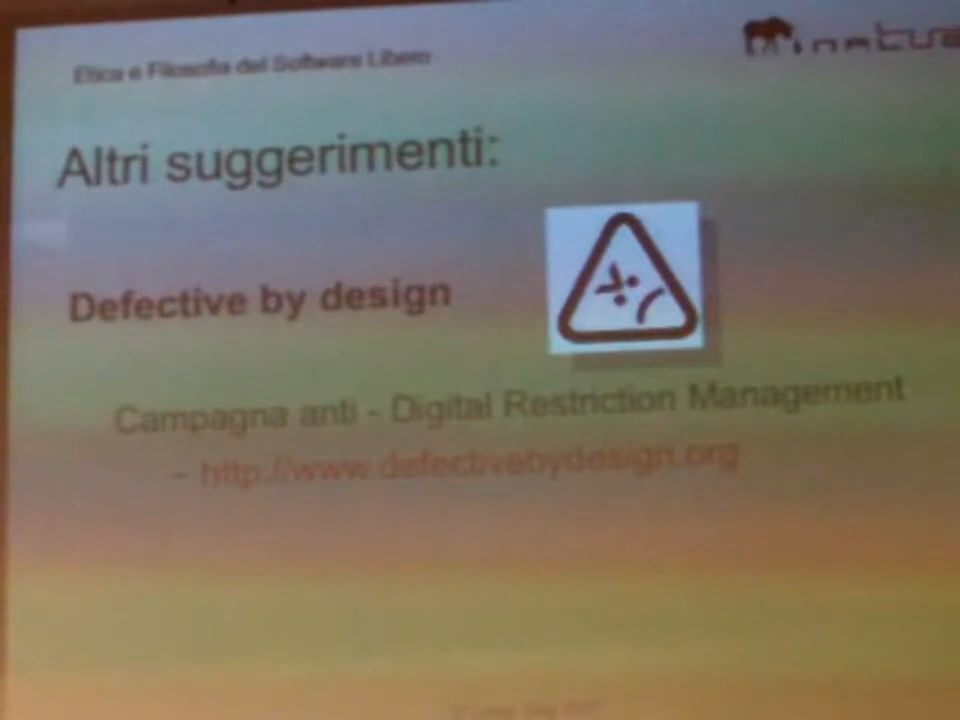 Etica e Filosofia del Software Libero
Altri suggerimenti:
Defective by design
Campagna anti - Digital Restriction Management
– http://www.defectivebydesign.org